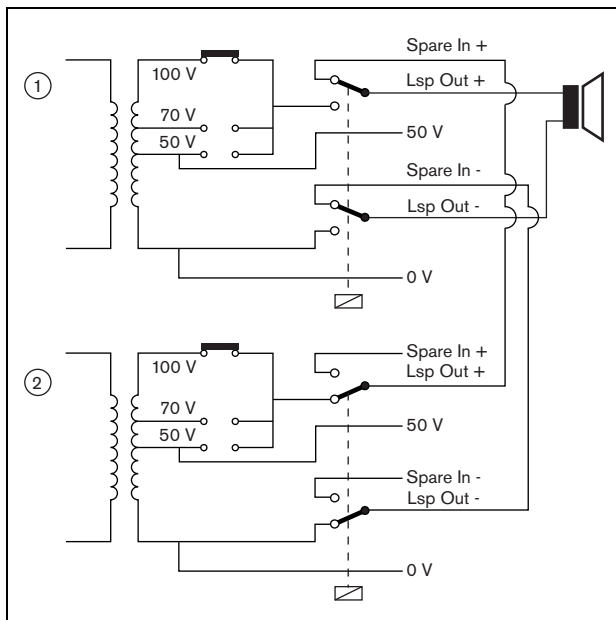 1
Spare In +
100 V
Lsp Out +
70 V
50 V
50 V
Spare In -
Lsp Out -
0 V
2
Spare In +
100 V
Lsp Out +
70 V
50 V
50 V
Spare In -
Lsp Out -
0 V